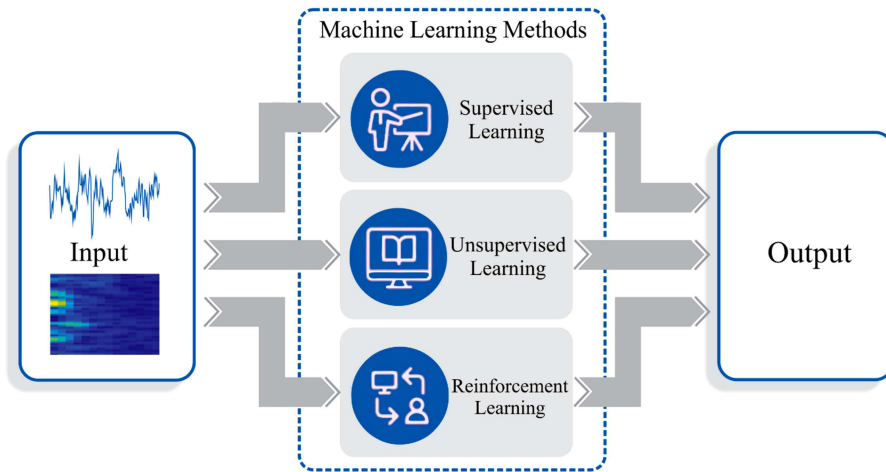 Machine Learning Methods
Supervised
Learning
Input
Unsupervised
Learning
Output
Reinforcement
Learning